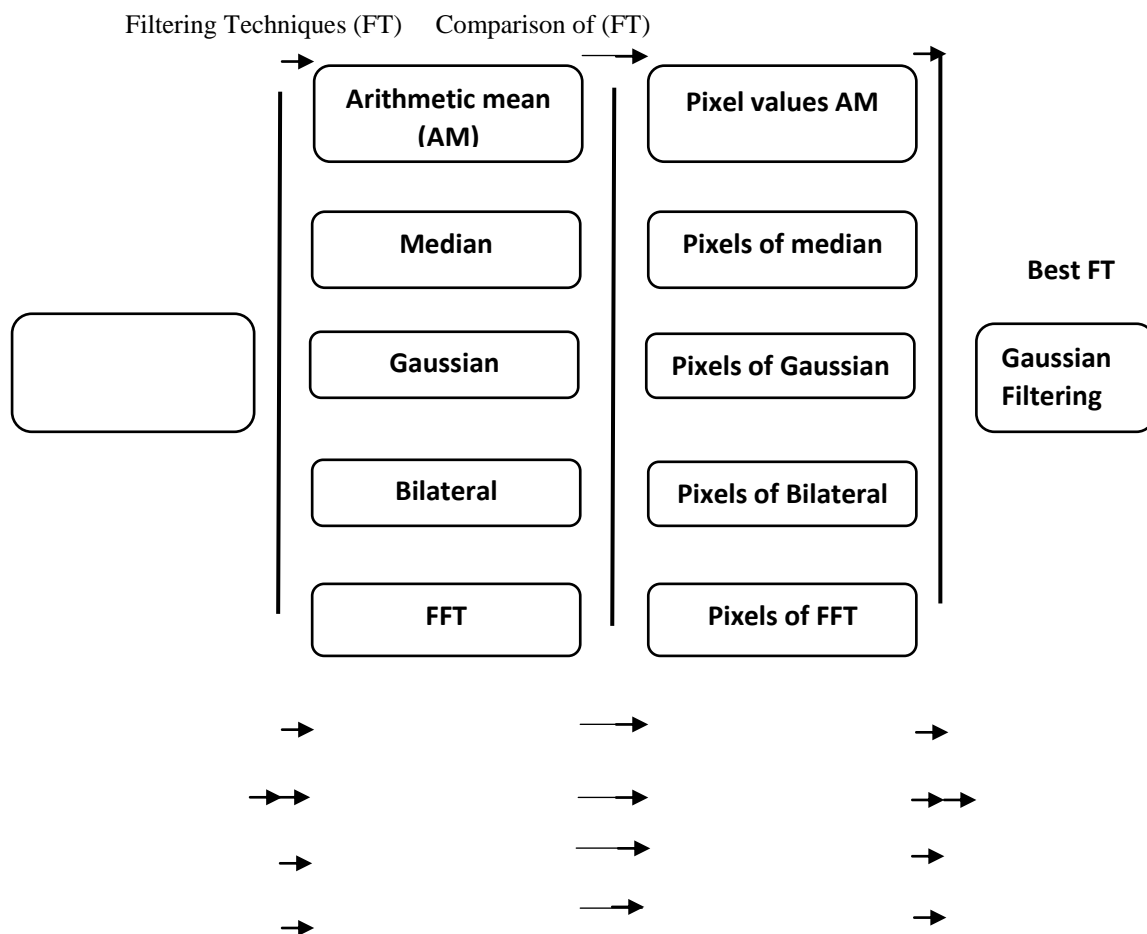 Filtering Techniques (FT) Comparison of (FT)
Arithmetic mean
(AM)
Pixel values AM
Median
Pixels of median
Best FT
Gaussian
Pixels of Gaussian
Gaussian
Filtering
Bilateral
Pixels of Bilateral
FFT
Pixels of FFT